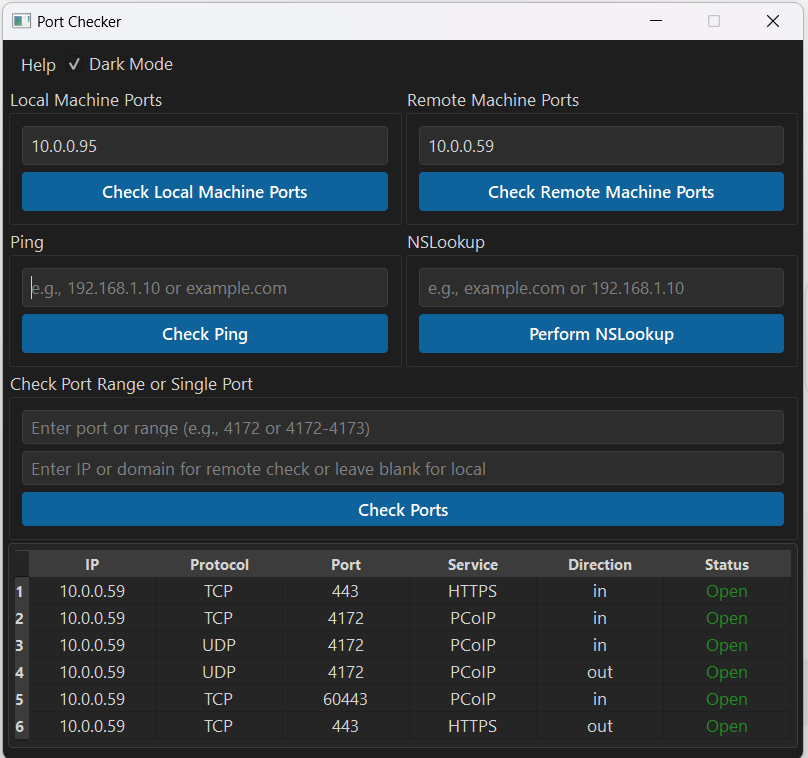 Port Checker
Help ✓ Dark Mode
Local Machine Ports
10.0.0.95
Check Local Machine Ports
Remote Machine Ports
10.0.0.59
Check Remote Machine Ports
Ping
e.g., 192.168.1.10 or example.com
Check Ping
NSLookup
e.g., example.com or 192.168.1.10
Perform NSLookup
Check Port Range or Single Port
Enter port or range (e.g., 4172 or 4172-4173)
Enter IP or domain for remote check or leave blank for local
Check Ports
IP Protocol Port Service Direction Status
1 10.0.0.59 TCP 443 HTTPS in Open
2 10.0.0.59 TCP 4172 PCoIP in Open
3 10.0.0.59 UDP 4172 PCoIP in Open
4 10.0.0.59 UDP 4172 PCoIP out Open
5 10.0.0.59 TCP 60443 PCoIP in Open
6 10.0.0.59 TCP 443 HTTPS out Open